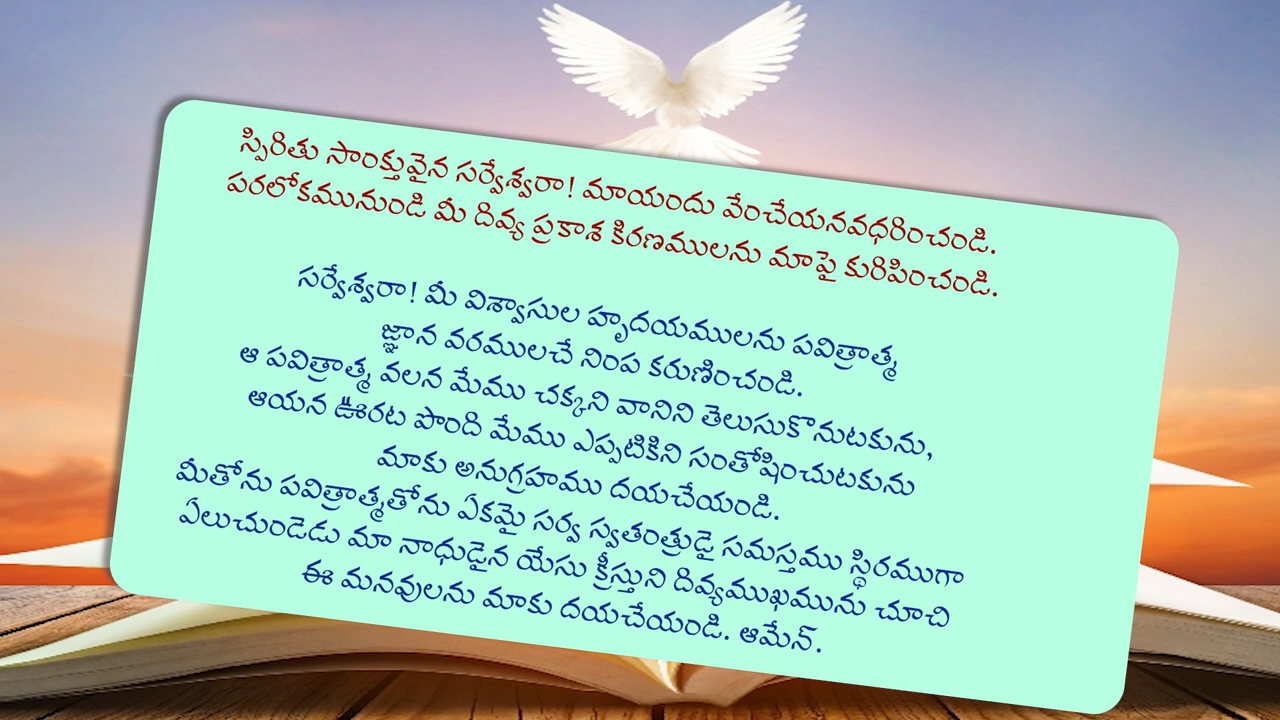 స్పిరితు సాంక్తువైన సర్వేశ్వరా! మాయందు వేంచేయనవధరించండి.
పరలోకమునుండి మీ దివ్య ప్రకాశ కిరణములను మాపై కురిపించండి.
సర్వేశ్వరా! మీ విశ్వాసుల హృదయములను పవిత్రాత్మ
జ్ఞాన వరములచే నింప కరుణించండి.
ఆ పవిత్రాత్మ వలన మేము చక్కని వానిని తెలుసుకొనుటకును,
ఆయన ఊరట పొంది మేము ఎప్పటికిని సంతోషించుటకును
మాకు అనుగ్రహము దయచేయండి.
మీతోను పవిత్రాత్మతోను ఏకమై సర్వ స్వతంత్రుడై సమస్తము స్థిరముగా
ఏలుచుండెడు మా నాధుడైన యేసు క్రీస్తుని దివ్యముఖమును చూచి
ఈ మనవులను మాకు దయచేయండి. ఆమేన్.